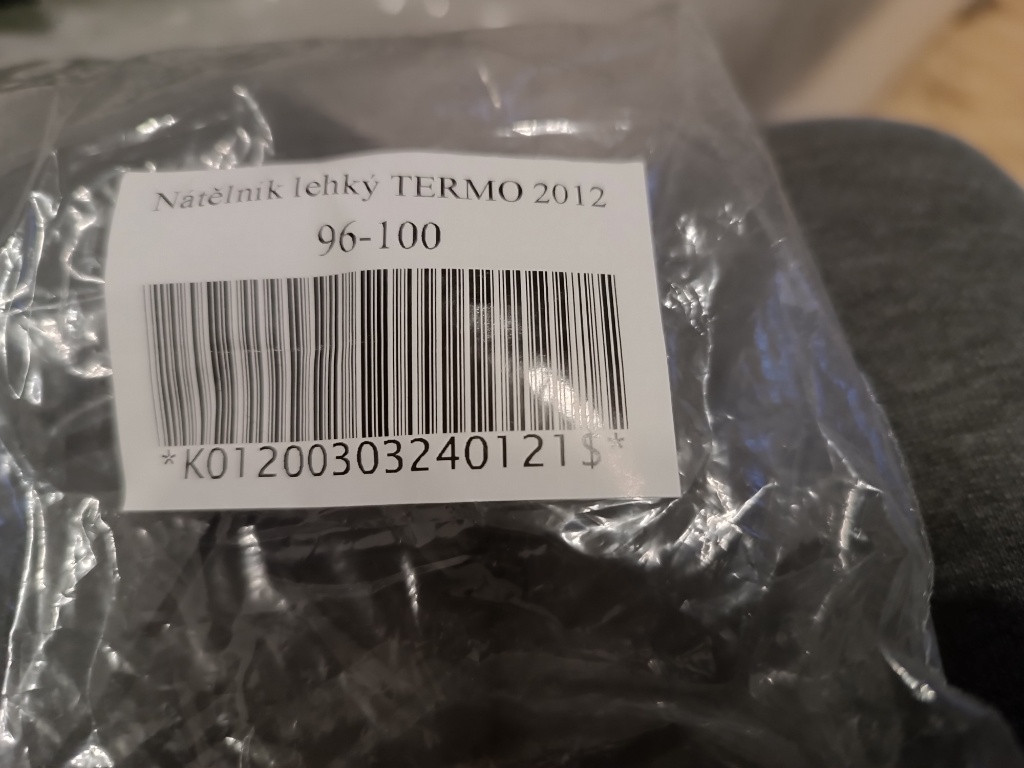 Nátělník lehký TERMO 2012
96-100
*K01200303240121$*